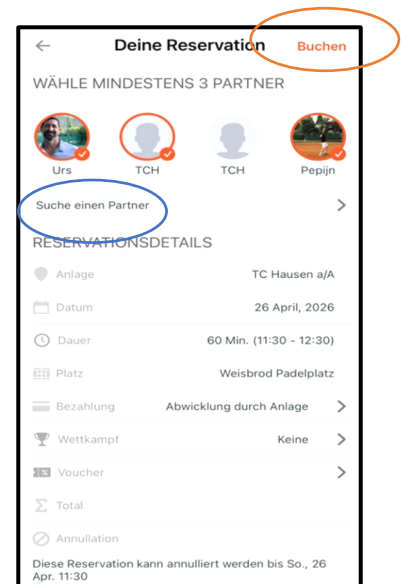 Deine Reservation Buchen
WÄHLE MINDESTENS 3 PARTNER
Urs TCH TCH Pepijn
Suche einen Partner
RESERVATIONSDETAILS
Anlage TC Hausen a/A
Datum 26 April, 2026
Dauer 60 Min. (11:30 - 12:30)
Platz Weisbrod Padelplatz
Bezahlung Abwicklung durch Anlage
Wettkampf Keine
Voucher
Total
Annullation
Diese Reservation kann annulliert werden bis So., 26
Apr. 11:30